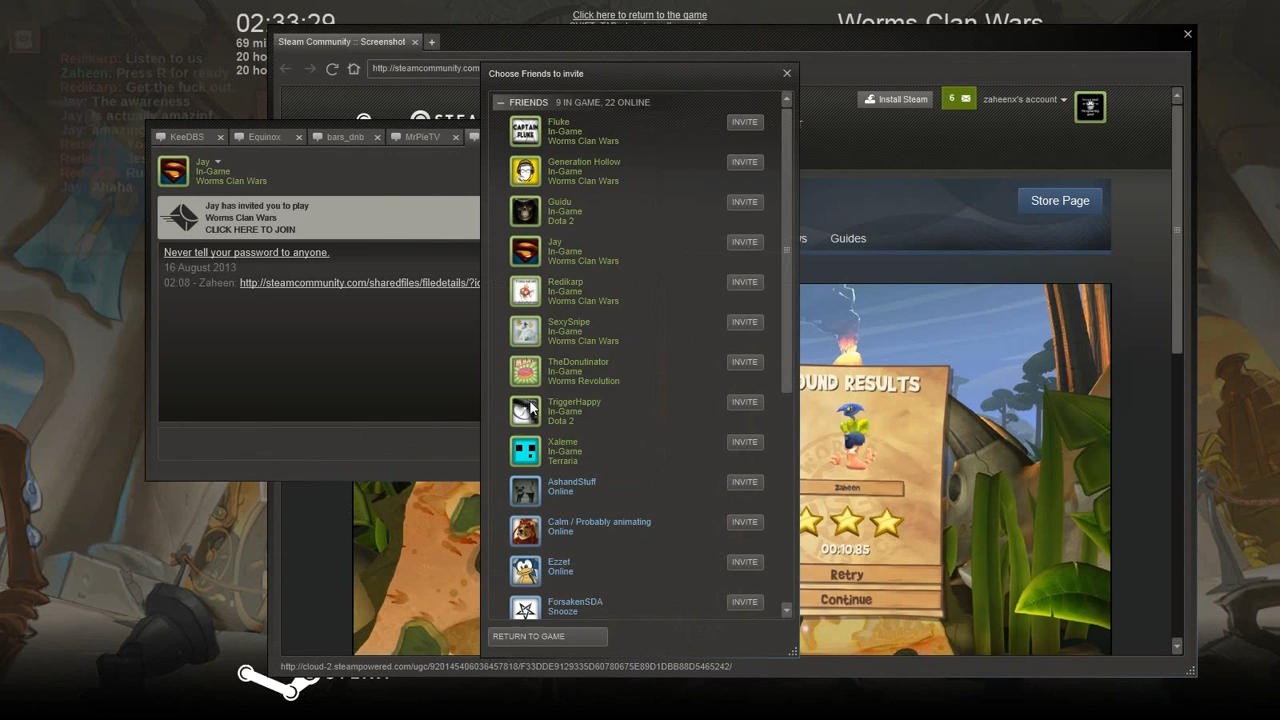 02:33:29
Click here to return to the game
Worms Clan Wars
69 mi
20 ho
20 ho
Redikarp: Listen to us
Zaheen: Press R for ready
Redikarp: Get the fuck out.
Jay: The awareness
Jay: is actually amazin
Jay: amazing
Jay: Ahaha
Steam Community :: Screenshot
http://steamcommunity.com
Install Steam
6
zaheenx's account
Store Page
Guides
KeeDBS
Equinox
bars_dnb
MrPieTV
Jay
In-Game
Worms Clan Wars
Jay has invited you to play
Worms Clan Wars
CLICK HERE TO JOIN
Never tell your password to anyone.
16 August 2013
02:08 - Zaheen: http://steamcommunity.com/sharedfiles/filedetails/?ic
Choose Friends to invite
FRIENDS 9 IN GAME, 22 ONLINE
Fluke
In-Game
Worms Clan Wars
INVITE
Generation Hollow
In-Game
Worms Clan Wars
INVITE
Guidu
In-Game
Dota 2
INVITE
Jay
In-Game
Worms Clan Wars
INVITE
Redikarp
In-Game
Worms Clan Wars
INVITE
SexySnipe
In-Game
Worms Clan Wars
INVITE
TheDonutinator
In-Game
Worms Revolution
INVITE
TriggerHappy
In-Game
Dota 2
INVITE
Xaleme
In-Game
Terraria
INVITE
AshandStuff
Online
INVITE
Calm / Probably animating
Online
INVITE
Ezzet
Online
INVITE
ForsakenSDA
Snooze
INVITE
RETURN TO GAME
OUND RESULTS
Zaheen
00:10.85
Retry
Continue
http://cloud-2.steampowered.com/ugc/920145406036457818/F33DDE9129335D60780675E89D1DBB88D5465242/